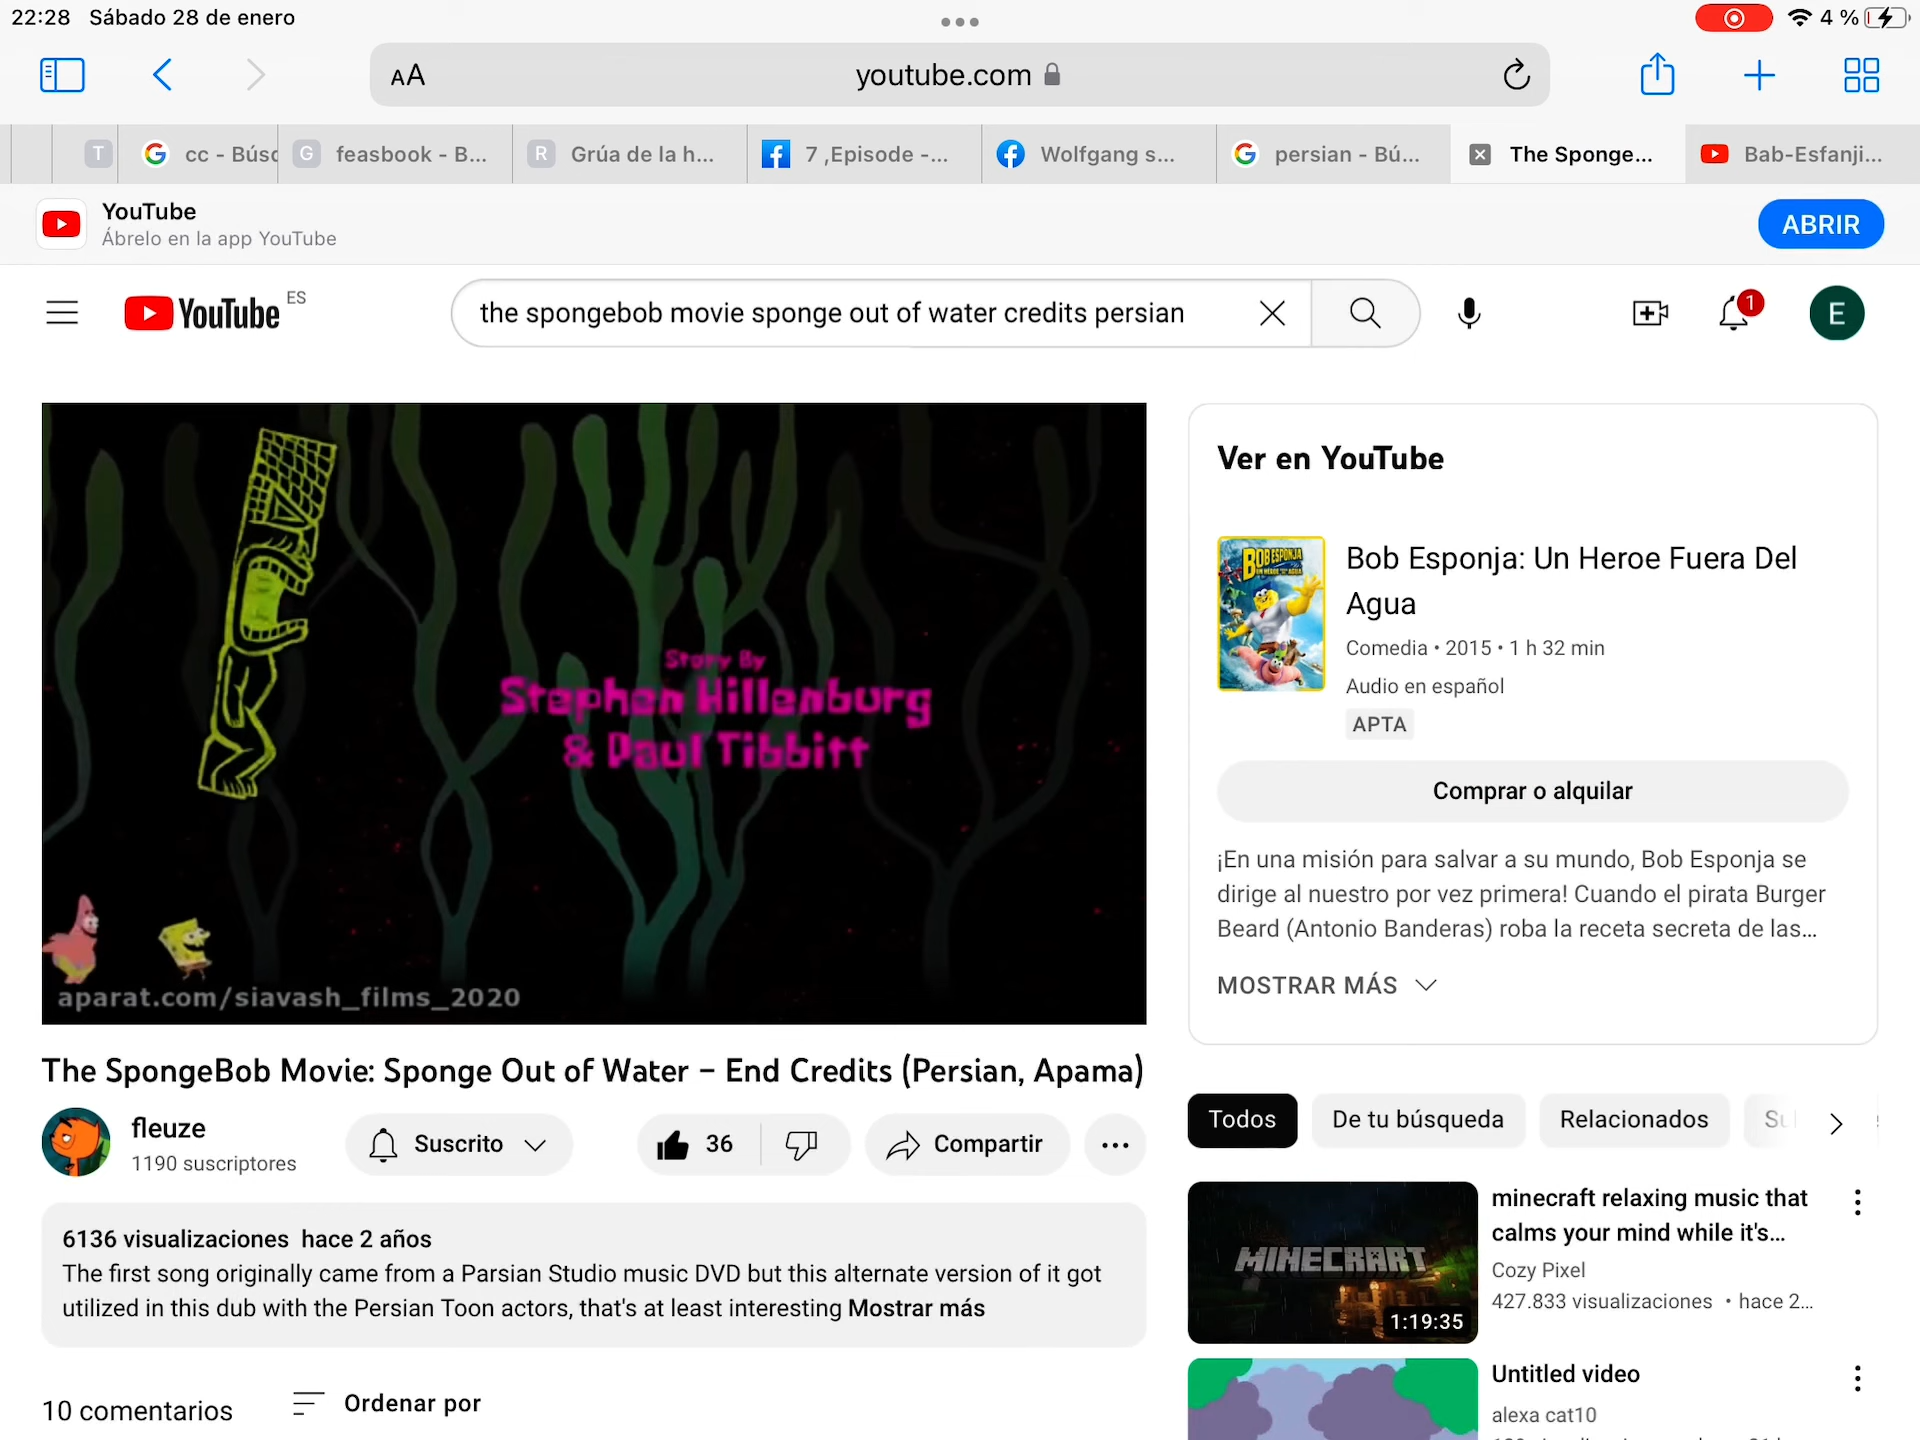 22:28 Sábado 28 de enero
4 %
AA
youtube.com
T
cc - Búsc
G
feasbook - B...
R
Grúa de la h...
7 ,Episode -...
Wolfgang s...
persian - Bú...
The Sponge...
Bab-Esfanji...
YouTube
Ábrelo en la app YouTube
ABRIR
YouTube ES
the spongebob movie sponge out of water credits persian
1
E
Story By
Stephen Hillenburg
& Paul Tibbitt
aparat.com/siavash_films_2020
Ver en YouTube
BOB ESPONJA
Bob Esponja: Un Heroe Fuera Del
Agua
Comedia • 2015 • 1 h 32 min
Audio en español
APTA
Comprar o alquilar
¡En una misión para salvar a su mundo, Bob Esponja se
dirige al nuestro por vez primera! Cuando el pirata Burger
Beard (Antonio Banderas) roba la receta secreta de las...
MOSTRAR MÁS
The SpongeBob Movie: Sponge Out of Water – End Credits (Persian, Apama)
fleuze
1190 suscriptores
Suscrito
36
Compartir
6136 visualizaciones hace 2 años
The first song originally came from a Parsian Studio music DVD but this alternate version of it got
utilized in this dub with the Persian Toon actors, that's at least interesting Mostrar más
10 comentarios
Ordenar por
Todos
De tu búsqueda
Relacionados
MINECRAFT
1:19:35
minecraft relaxing music that
calms your mind while it's...
Cozy Pixel
427.833 visualizaciones • hace 2...
Untitled video
alexa cat10